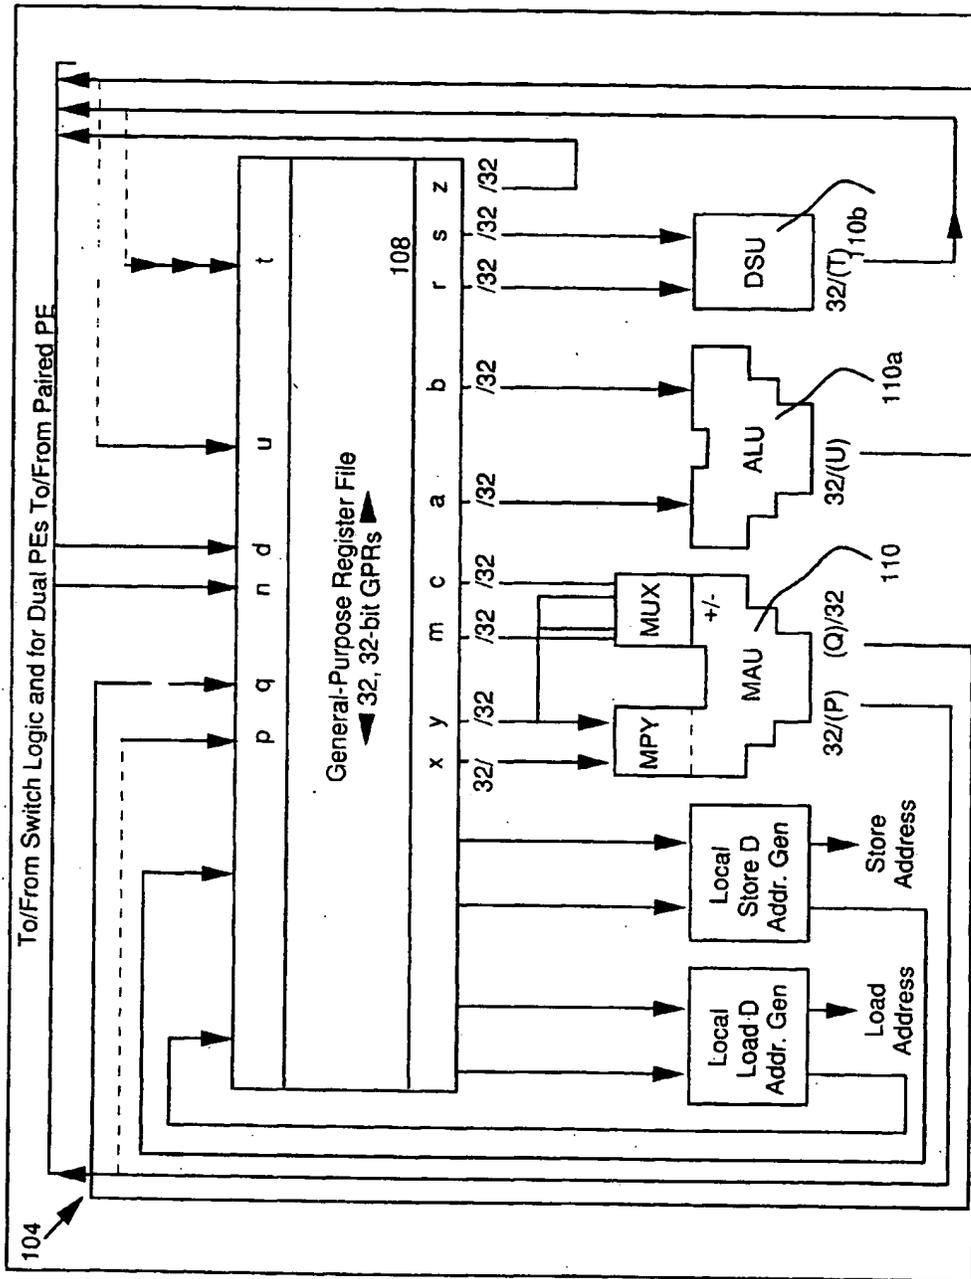 104
To/From Switch Logic and for Dual PEs To/From Paired PE
p
q
n
d
u
t
General-Purpose Register File
◄ 32, 32-bit GPRs ►
108
x
y
m
c
a
b
r
s
z
32/
/32
/32
/32
/32
/32
/32
/32
/32
Local
Load D
Addr. Gen
Local
Store D
Addr. Gen
MPY
MUX
+/-
MAU
ALU
DSU
Load
Address
Store
Address
32/(P)
(Q)/32
110
32/(U)
110a
32/(T)
110b